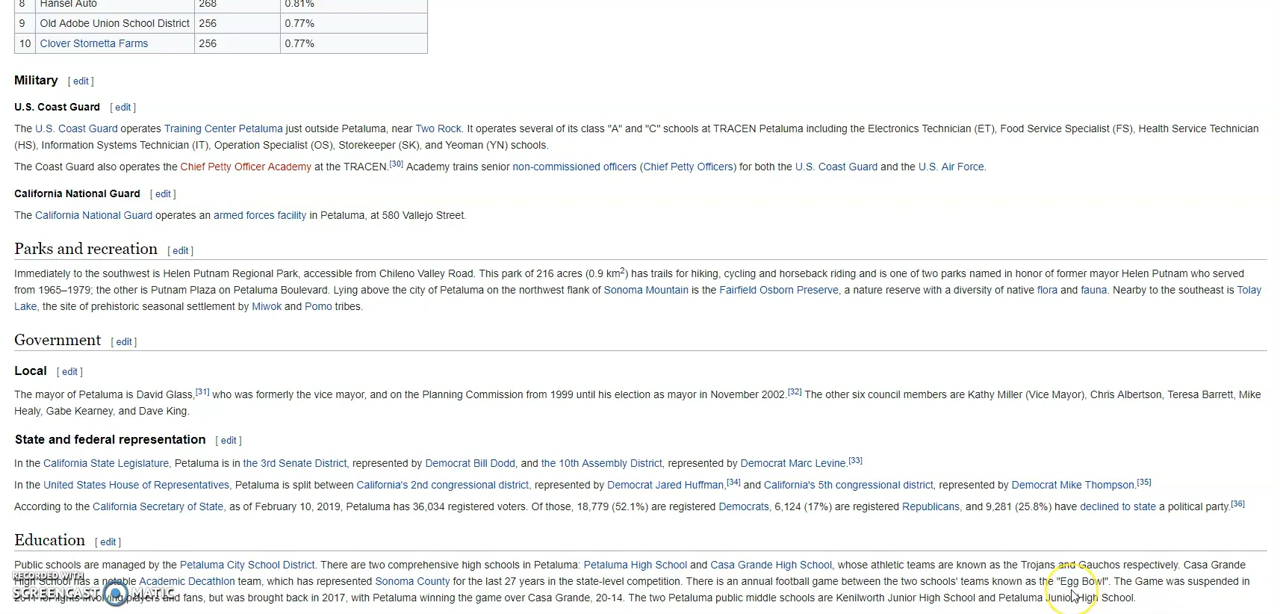 8 Hansel Auto 268 0.81%
9 Old Adobe Union School District 256 0.77%
10 Clover Stornetta Farms 256 0.77%
Military [ edit ]
U.S. Coast Guard [ edit ]
The U.S. Coast Guard operates Training Center Petaluma just outside Petaluma, near Two Rock. It operates several of its class "A" and "C" schools at TRACEN Petaluma including the Electronics Technician (ET), Food Service Specialist (FS), Health Service Technician
(HS), Information Systems Technician (IT), Operation Specialist (OS), Storekeeper (SK), and Yeoman (YN) schools.
The Coast Guard also operates the Chief Petty Officer Academy at the TRACEN.[30] Academy trains senior non-commissioned officers (Chief Petty Officers) for both the U.S. Coast Guard and the U.S. Air Force.
California National Guard [ edit ]
The California National Guard operates an armed forces facility in Petaluma, at 580 Vallejo Street.
Parks and recreation [ edit ]
Immediately to the southwest is Helen Putnam Regional Park, accessible from Chileno Valley Road. This park of 216 acres (0.9 km2) has trails for hiking, cycling and horseback riding and is one of two parks named in honor of former mayor Helen Putnam who served
from 1965–1979; the other is Putnam Plaza on Petaluma Boulevard. Lying above the city of Petaluma on the northwest flank of Sonoma Mountain is the Fairfield Osborn Preserve, a nature reserve with a diversity of native flora and fauna. Nearby to the southeast is Tolay
Lake, the site of prehistoric seasonal settlement by Miwok and Pomo tribes.
Government [ edit ]
Local [ edit ]
The mayor of Petaluma is David Glass,[31] who was formerly the vice mayor, and on the Planning Commission from 1999 until his election as mayor in November 2002.[32] The other six council members are Kathy Miller (Vice Mayor), Chris Albertson, Teresa Barrett, Mike
Healy, Gabe Kearney, and Dave King.
State and federal representation [ edit ]
In the California State Legislature, Petaluma is in the 3rd Senate District, represented by Democrat Bill Dodd, and the 10th Assembly District, represented by Democrat Marc Levine.[33]
In the United States House of Representatives, Petaluma is split between California's 2nd congressional district, represented by Democrat Jared Huffman,[34] and California's 5th congressional district, represented by Democrat Mike Thompson.[35]
According to the California Secretary of State, as of February 10, 2019, Petaluma has 36,034 registered voters. Of those, 18,779 (52.1%) are registered Democrats, 6,124 (17%) are registered Republicans, and 9,281 (25.8%) have declined to state a political party.[36]
Education [ edit ]
Public schools are managed by the Petaluma City School District. There are two comprehensive high schools in Petaluma: Petaluma High School and Casa Grande High School, whose athletic teams are known as the Trojans and Gauchos respectively. Casa Grande
High School has a notable Academic Decathlon team, which has represented Sonoma County for the last 27 years in the state-level competition. There is an annual football game between the two schools' teams known as the "Egg Bowl". The Game was suspended in
2011 for fights involving players and fans, but was brought back in 2017, with Petaluma winning the game over Casa Grande, 20-14. The two Petaluma public middle schools are Kenilworth Junior High School and Petaluma Junior High School.
RECORDED WITH
SCREENCAST MATIC